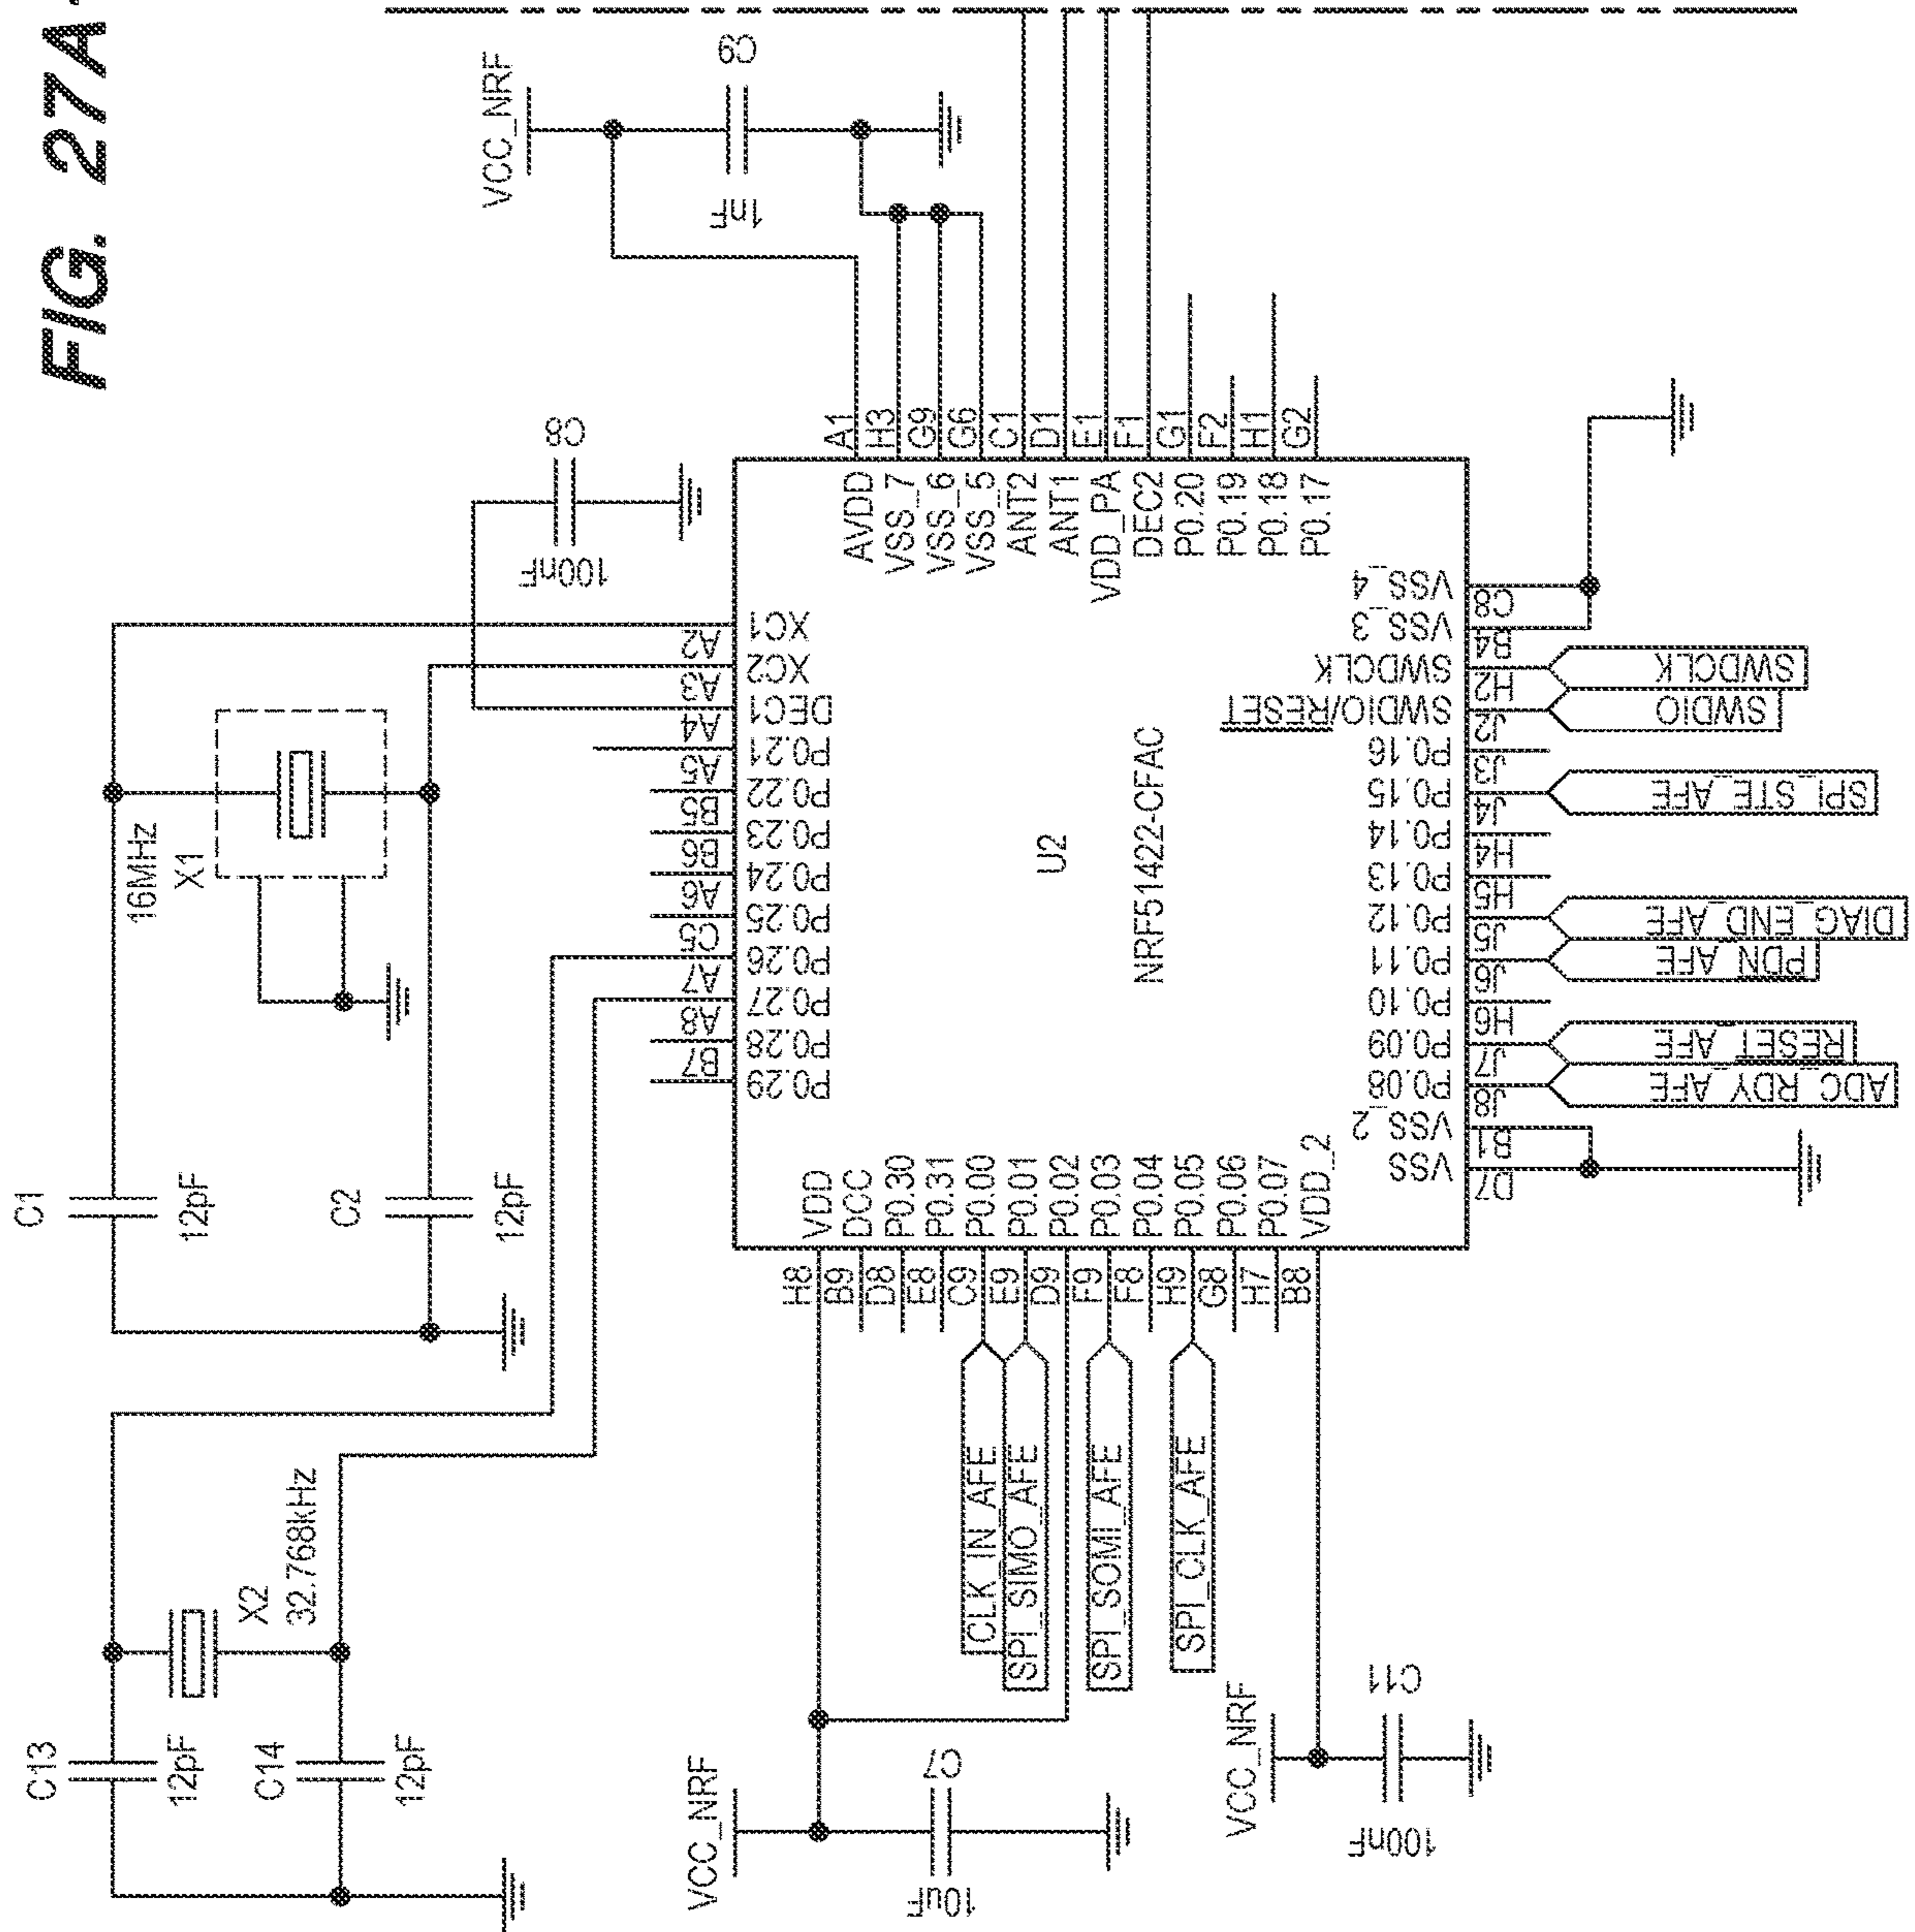 FIG. 27A
C1
12pF
C2
12pF
16MHz
X1
C13
12pF
C14
12pF
X2
32.768kHz
VCC_NRF
C9
1nF
C8
100nF
A2
XC1
A3
XC2
A4
DEC1
A5
P0.21
B5
P0.22
B6
P0.23
A6
P0.24
C5
P0.25
A7
P0.26
A8
P0.27
B7
P0.28
P0.29
AVDD A1
VSS_7 H3
VSS_6 G9
VSS_5 G6
ANT2 C1
ANT1 D1
VDD_PA E1
DEC2 F1
P0.20 G1
P0.19 F2
P0.18 H1
P0.17 G2
U2
NRF51422-CFAC
H8 VDD
B9 DCC
D8 P0.30
E8 P0.31
C9 P0.00
E9 P0.01
D9 P0.02
F9 P0.03
F8 P0.04
H9 P0.05
G8 P0.06
H7 P0.07
B8 VDD_2
CLK_IN_AFE
SPI_SIMO_AFE
SPI_SOMI_AFE
SPI_CLK_AFE
VCC_NRF
C7
10uF
VCC_NRF
C11
100nF
VSS_4 C8
VSS_3 B4
SWDCLK H2
SWDIO/RESET J2
P0.16 J3
P0.15 J4
P0.14 H4
P0.13 H5
P0.12 J5
P0.11 J6
P0.10 H6
P0.09 J7
P0.08 J8
VSS_2 B1
VSS D7
SWDCLK
SWDIO
SPI_STE_AFE
DIAG_END_AFE
PDN_AFE
RESET_AFE
ADC_RDY_AFE